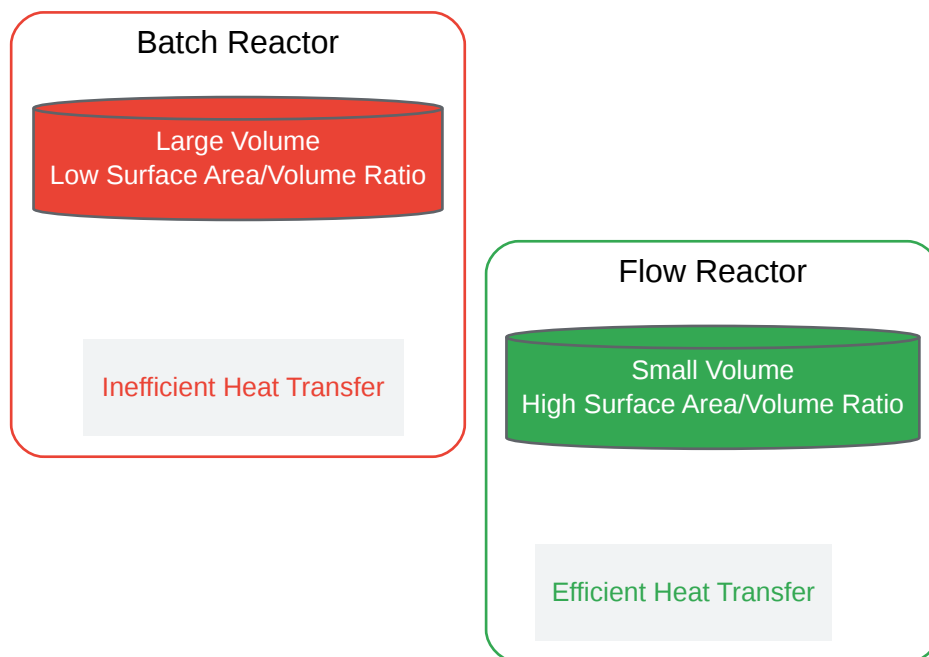 Batch Reactor
Large Volume
Low Surface Area/Volume Ratio
Inefficient Heat Transfer
Flow Reactor
Small Volume
High Surface Area/Volume Ratio
Efficient Heat Transfer